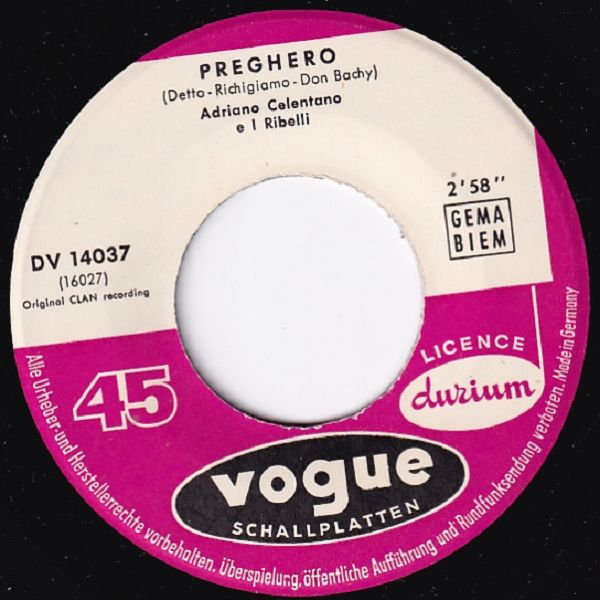 PREGHERO
(Detto-Richigiamo-Don Bachy)
Adriano Celentano
e I Ribelli
2'58"
GEMA
BIEM
DV 14037
(16027)
Original CLAN recording
45
LICENCE
durium
vogue
SCHALLPLATTEN
Alle Urheber- und Herstellerrechte vorbehalten. Überspielung, öffentliche Aufführung und Rundfunksendung verboten. Made in Germany